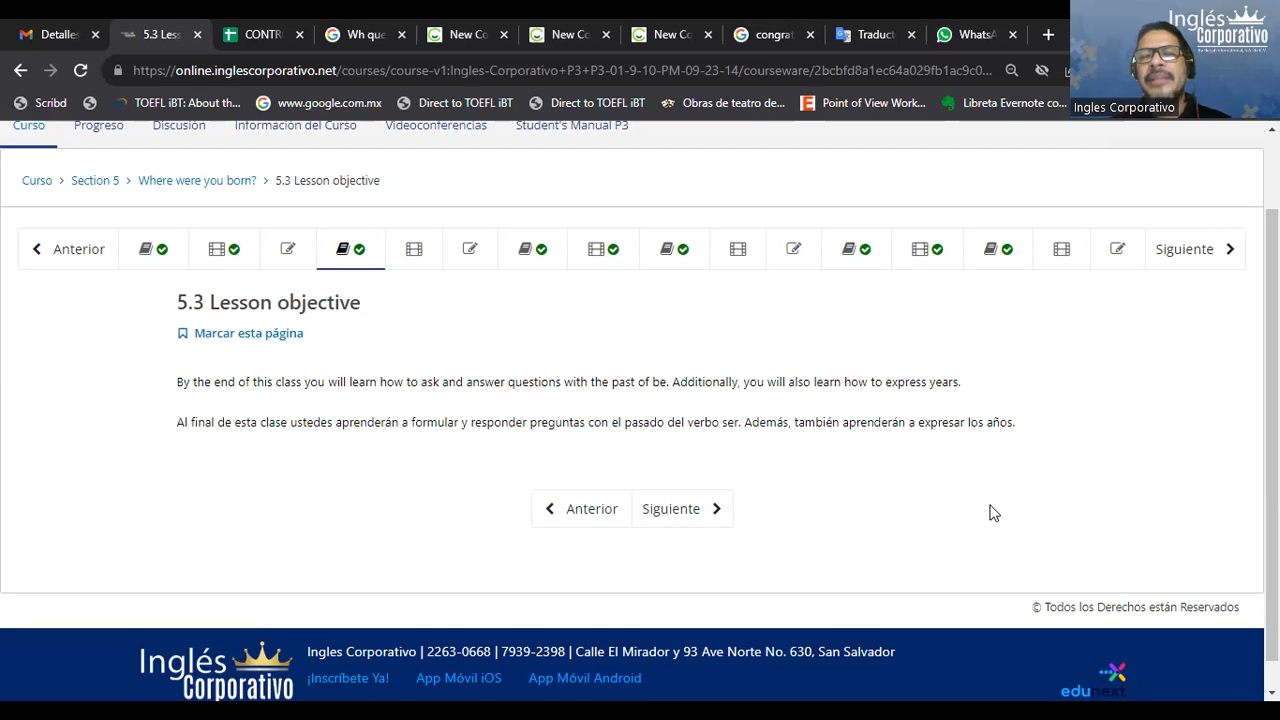 Detalles
5.3 Les
CONTR
Wh que
New Co
New Co
New Co
congrat
Traduct
WhatsA
https://online.inglescorporativo.net/courses/course-v1:Ingles-Corporativo+P3+P3-01-9-10-PM-09-23-14/courseware/2bcbfd8a1ec64a029fb1ac9c0...
Scribd
TOEFL iBT: About th...
www.google.com.mx
Direct to TOEFL iBT
Direct to TOEFL iBT
Obras de teatro de...
Point of View Work...
Libreta Evernote co...
Inglés
Corporativo
Ingles Corporativo
Curso
Progreso
Discusión
Información del Curso
Videoconferencias
Student's Manual P3
Curso > Section 5 > Where were you born? > 5.3 Lesson objective
Anterior
Siguiente
5.3 Lesson objective
Marcar esta página
By the end of this class you will learn how to ask and answer questions with the past of be. Additionally, you will also learn how to express years.
Al final de esta clase ustedes aprenderán a formular y responder preguntas con el pasado del verbo ser. Además, también aprenderán a expresar los años.
Anterior
Siguiente
© Todos los Derechos están Reservados
Inglés
Corporativo
Ingles Corporativo | 2263-0668 | 7939-2398 | Calle El Mirador y 93 Ave Norte No. 630, San Salvador
¡Inscríbete Ya!
App Móvil iOS
App Móvil Android
edunext